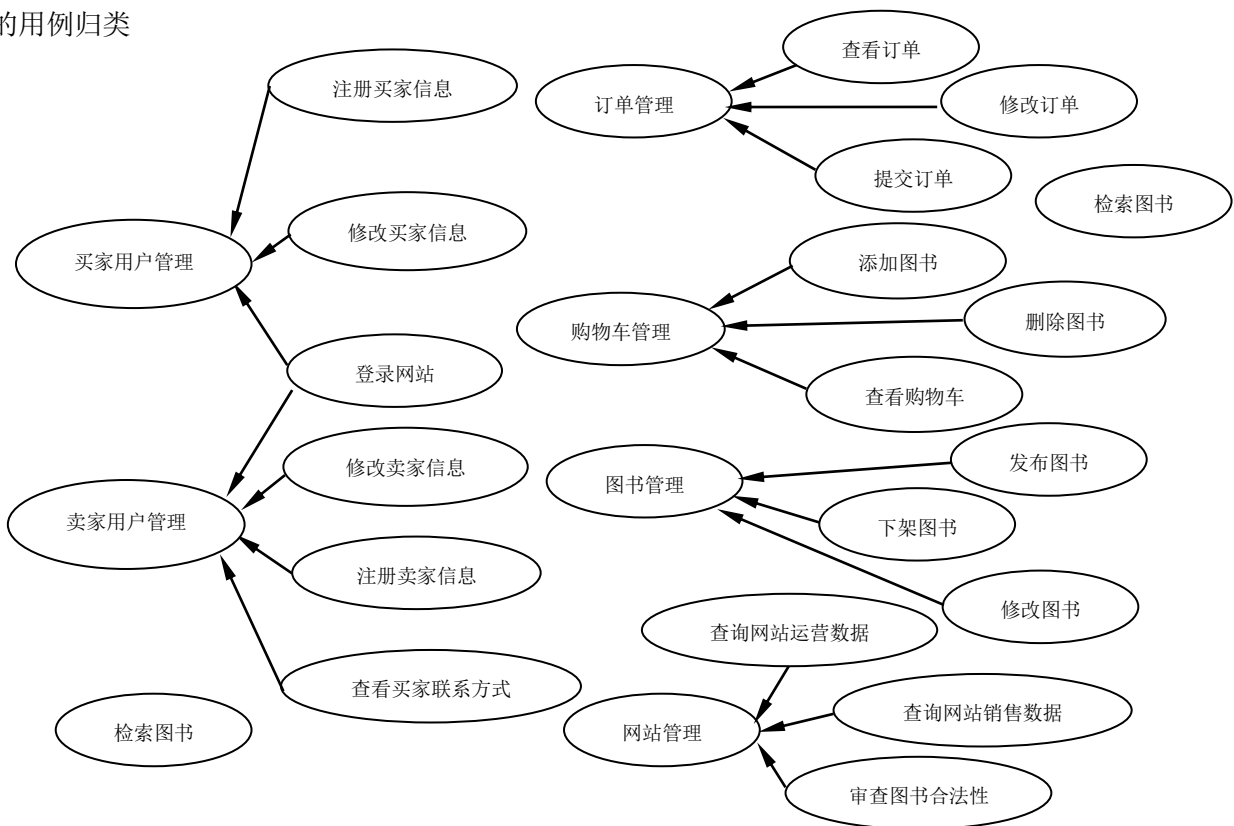 的用例归类
注册买家信息
修改买家信息
买家用户管理
登录网站
修改卖家信息
卖家用户管理
注册卖家信息
查看买家联系方式
检索图书
查看订单
订单管理
修改订单
提交订单
检索图书
添加图书
购物车管理
删除图书
查看购物车
发布图书
图书管理
下架图书
修改图书
查询网站运营数据
查询网站销售数据
网站管理
审查图书合法性